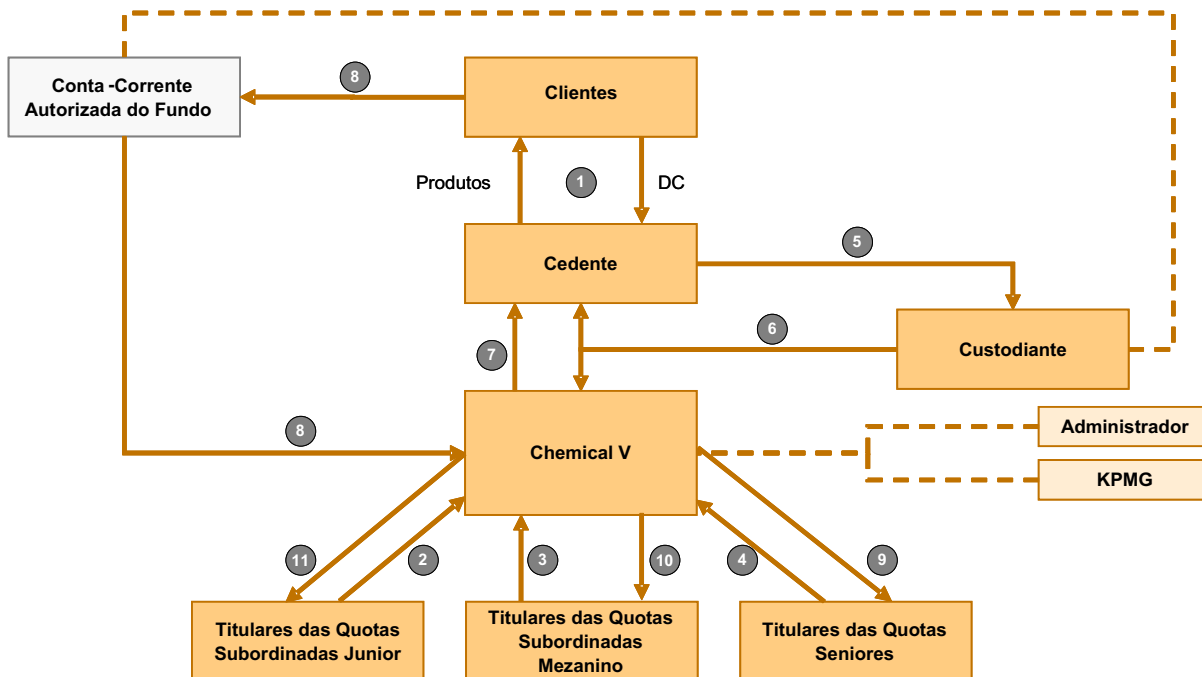 Conta -Corrente
Autorizada do Fundo
8
Clientes
Produtos
1
DC
Cedente
5
7
6
Custodiante
8
Chemical V
Administrador
KPMG
11
2
3
10
4
9
Titulares das Quotas
Subordinadas Junior
Titulares das Quotas
Subordinadas
Mezanino
Titulares das Quotas
Seniores